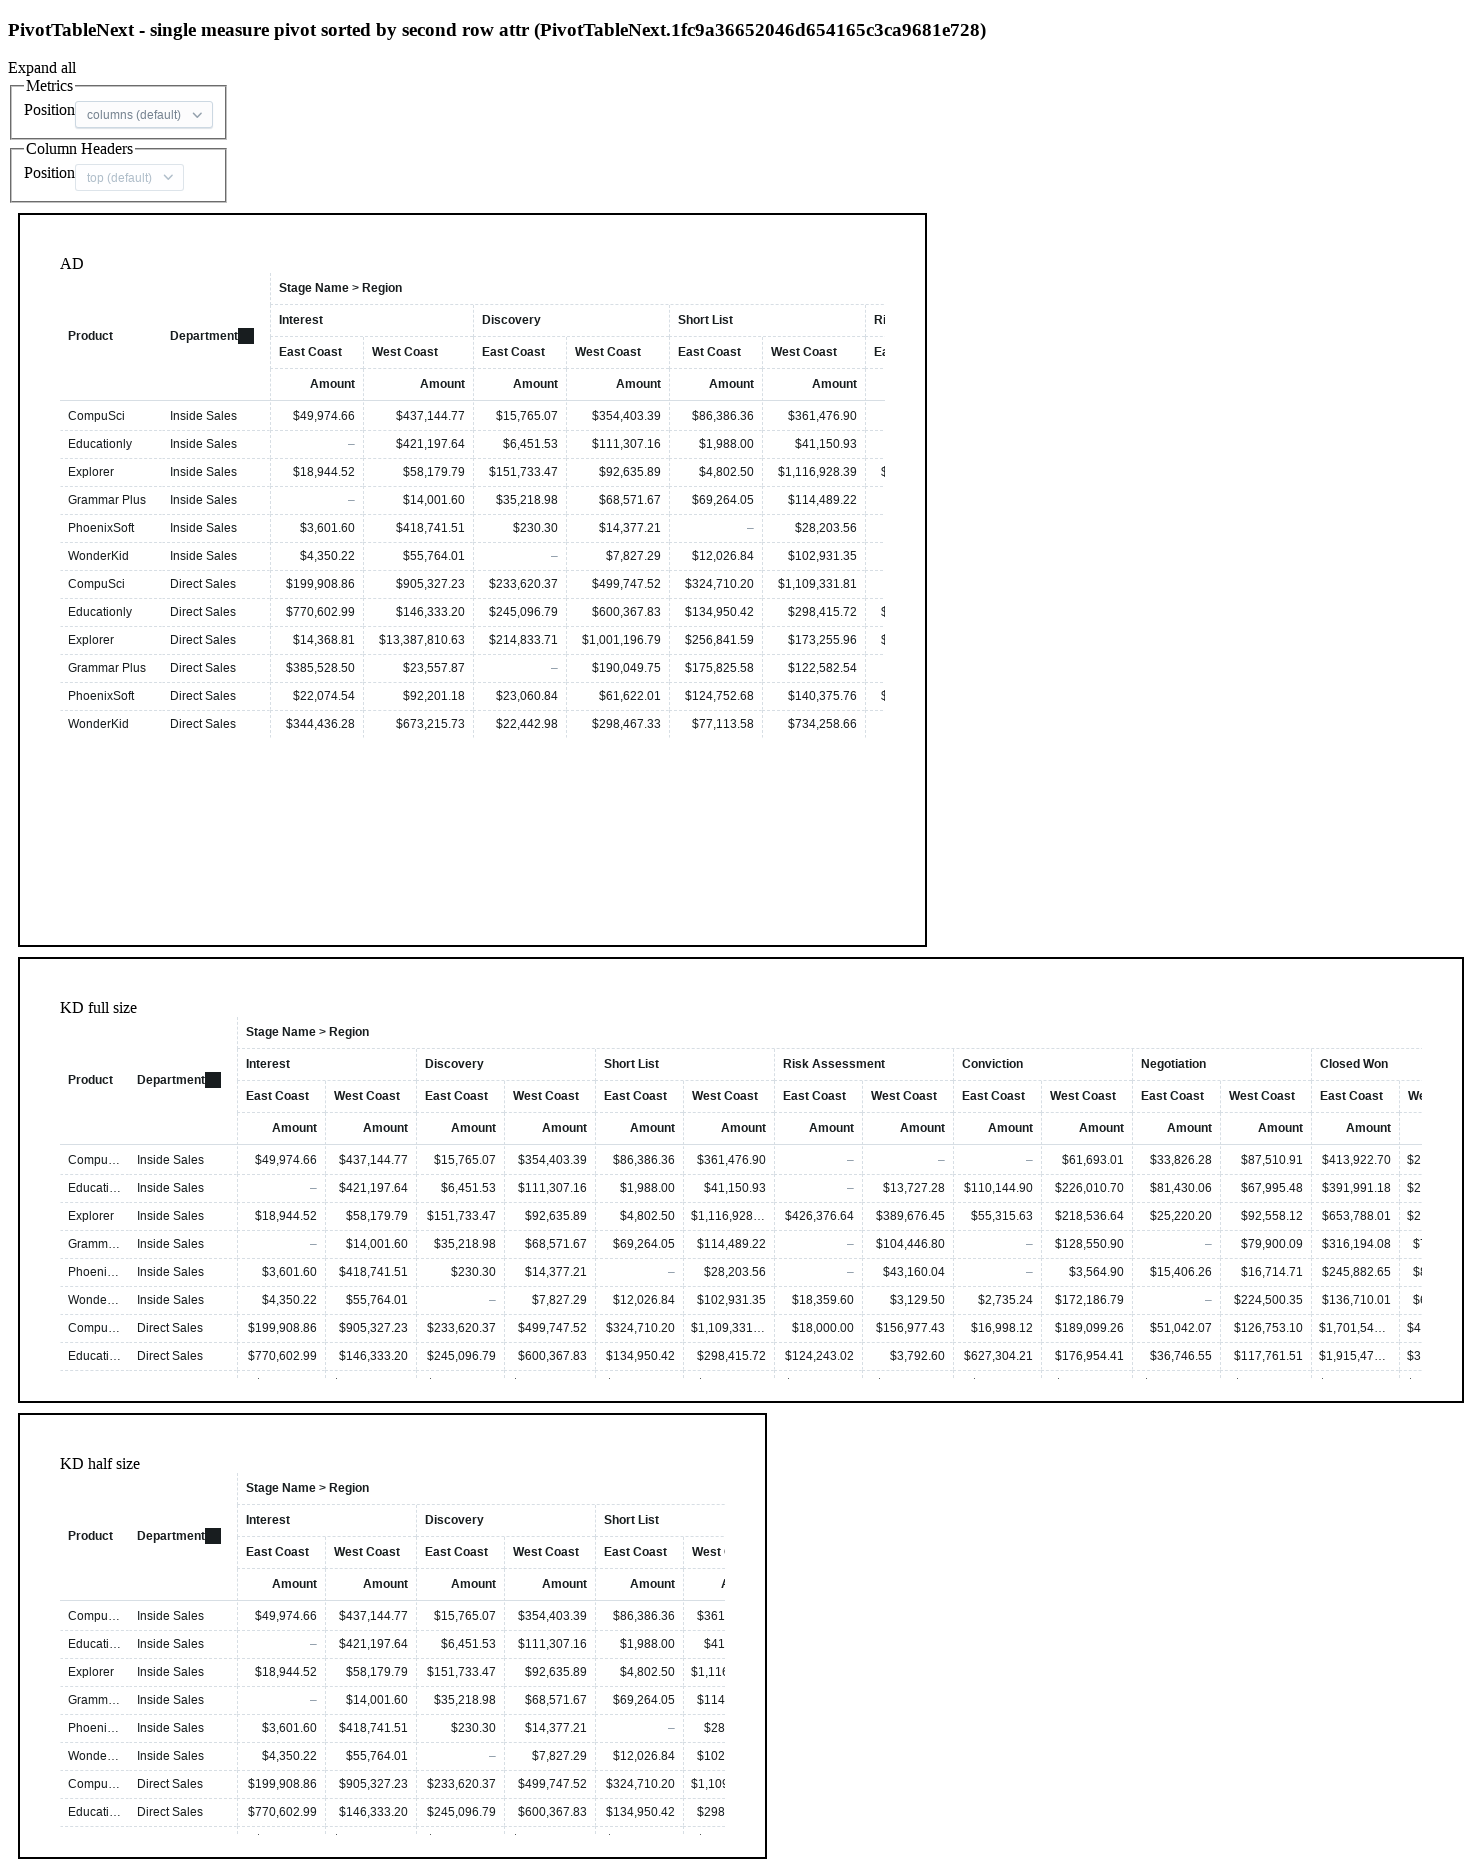 PivotTableNext - single measure pivot sorted by second row attr (PivotTableNext.1fc9a36652046d654165c3ca9681e728)
Expand all
Metrics
Position columns (default)
Column Headers
Position top (default)
AD
Stage Name > Region
Interest Discovery Short List Ri
Product Department
East Coast West Coast East Coast West Coast East Coast West Coast Ea
Amount Amount Amount Amount Amount Amount
CompuSci Inside Sales $49,974.66 $437,144.77 $15,765.07 $354,403.39 $86,386.36 $361,476.90
Educationly Inside Sales – $421,197.64 $6,451.53 $111,307.16 $1,988.00 $41,150.93
Explorer Inside Sales $18,944.52 $58,179.79 $151,733.47 $92,635.89 $4,802.50 $1,116,928.39 $
Grammar Plus Inside Sales – $14,001.60 $35,218.98 $68,571.67 $69,264.05 $114,489.22
PhoenixSoft Inside Sales $3,601.60 $418,741.51 $230.30 $14,377.21 – $28,203.56
WonderKid Inside Sales $4,350.22 $55,764.01 – $7,827.29 $12,026.84 $102,931.35
CompuSci Direct Sales $199,908.86 $905,327.23 $233,620.37 $499,747.52 $324,710.20 $1,109,331.81
Educationly Direct Sales $770,602.99 $146,333.20 $245,096.79 $600,367.83 $134,950.42 $298,415.72 $
Explorer Direct Sales $14,368.81 $13,387,810.63 $214,833.71 $1,001,196.79 $256,841.59 $173,255.96 $
Grammar Plus Direct Sales $385,528.50 $23,557.87 – $190,049.75 $175,825.58 $122,582.54
PhoenixSoft Direct Sales $22,074.54 $92,201.18 $23,060.84 $61,622.01 $124,752.68 $140,375.76 $
WonderKid Direct Sales $344,436.28 $673,215.73 $22,442.98 $298,467.33 $77,113.58 $734,258.66
KD full size
Stage Name > Region
Interest Discovery Short List Risk Assessment Conviction Negotiation Closed Won
Product Department
East Coast West Coast East Coast West Coast East Coast West Coast East Coast West Coast East Coast West Coast East Coast West Coast East Coast We
Amount Amount Amount Amount Amount Amount Amount Amount Amount Amount Amount Amount Amount
Compu… Inside Sales $49,974.66 $437,144.77 $15,765.07 $354,403.39 $86,386.36 $361,476.90 – – – $61,693.01 $33,826.28 $87,510.91 $413,922.70 $2
Educati… Inside Sales – $421,197.64 $6,451.53 $111,307.16 $1,988.00 $41,150.93 – $13,727.28 $110,144.90 $226,010.70 $81,430.06 $67,995.48 $391,991.18 $2
Explorer Inside Sales $18,944.52 $58,179.79 $151,733.47 $92,635.89 $4,802.50 $1,116,928… $426,376.64 $389,676.45 $55,315.63 $218,536.64 $25,220.20 $92,558.12 $653,788.01 $2
Gramm… Inside Sales – $14,001.60 $35,218.98 $68,571.67 $69,264.05 $114,489.22 – $104,446.80 – $128,550.90 – $79,900.09 $316,194.08 $7
Phoeni… Inside Sales $3,601.60 $418,741.51 $230.30 $14,377.21 – $28,203.56 – $43,160.04 – $3,564.90 $15,406.26 $16,714.71 $245,882.65 $8
Wonde… Inside Sales $4,350.22 $55,764.01 – $7,827.29 $12,026.84 $102,931.35 $18,359.60 $3,129.50 $2,735.24 $172,186.79 – $224,500.35 $136,710.01 $6
Compu… Direct Sales $199,908.86 $905,327.23 $233,620.37 $499,747.52 $324,710.20 $1,109,331… $18,000.00 $156,977.43 $16,998.12 $189,099.26 $51,042.07 $126,753.10 $1,701,54… $4
Educati… Direct Sales $770,602.99 $146,333.20 $245,096.79 $600,367.83 $134,950.42 $298,415.72 $124,243.02 $3,792.60 $627,304.21 $176,954.41 $36,746.55 $117,761.51 $1,915,47… $3
KD half size
Stage Name > Region
Interest Discovery Short List
Product Department
East Coast West Coast East Coast West Coast East Coast West
Amount Amount Amount Amount Amount A
Compu… Inside Sales $49,974.66 $437,144.77 $15,765.07 $354,403.39 $86,386.36 $361
Educati… Inside Sales – $421,197.64 $6,451.53 $111,307.16 $1,988.00 $41
Explorer Inside Sales $18,944.52 $58,179.79 $151,733.47 $92,635.89 $4,802.50 $1,116
Gramm… Inside Sales – $14,001.60 $35,218.98 $68,571.67 $69,264.05 $114
Phoeni… Inside Sales $3,601.60 $418,741.51 $230.30 $14,377.21 – $28
Wonde… Inside Sales $4,350.22 $55,764.01 – $7,827.29 $12,026.84 $102
Compu… Direct Sales $199,908.86 $905,327.23 $233,620.37 $499,747.52 $324,710.20 $1,109
Educati… Direct Sales $770,602.99 $146,333.20 $245,096.79 $600,367.83 $134,950.42 $298